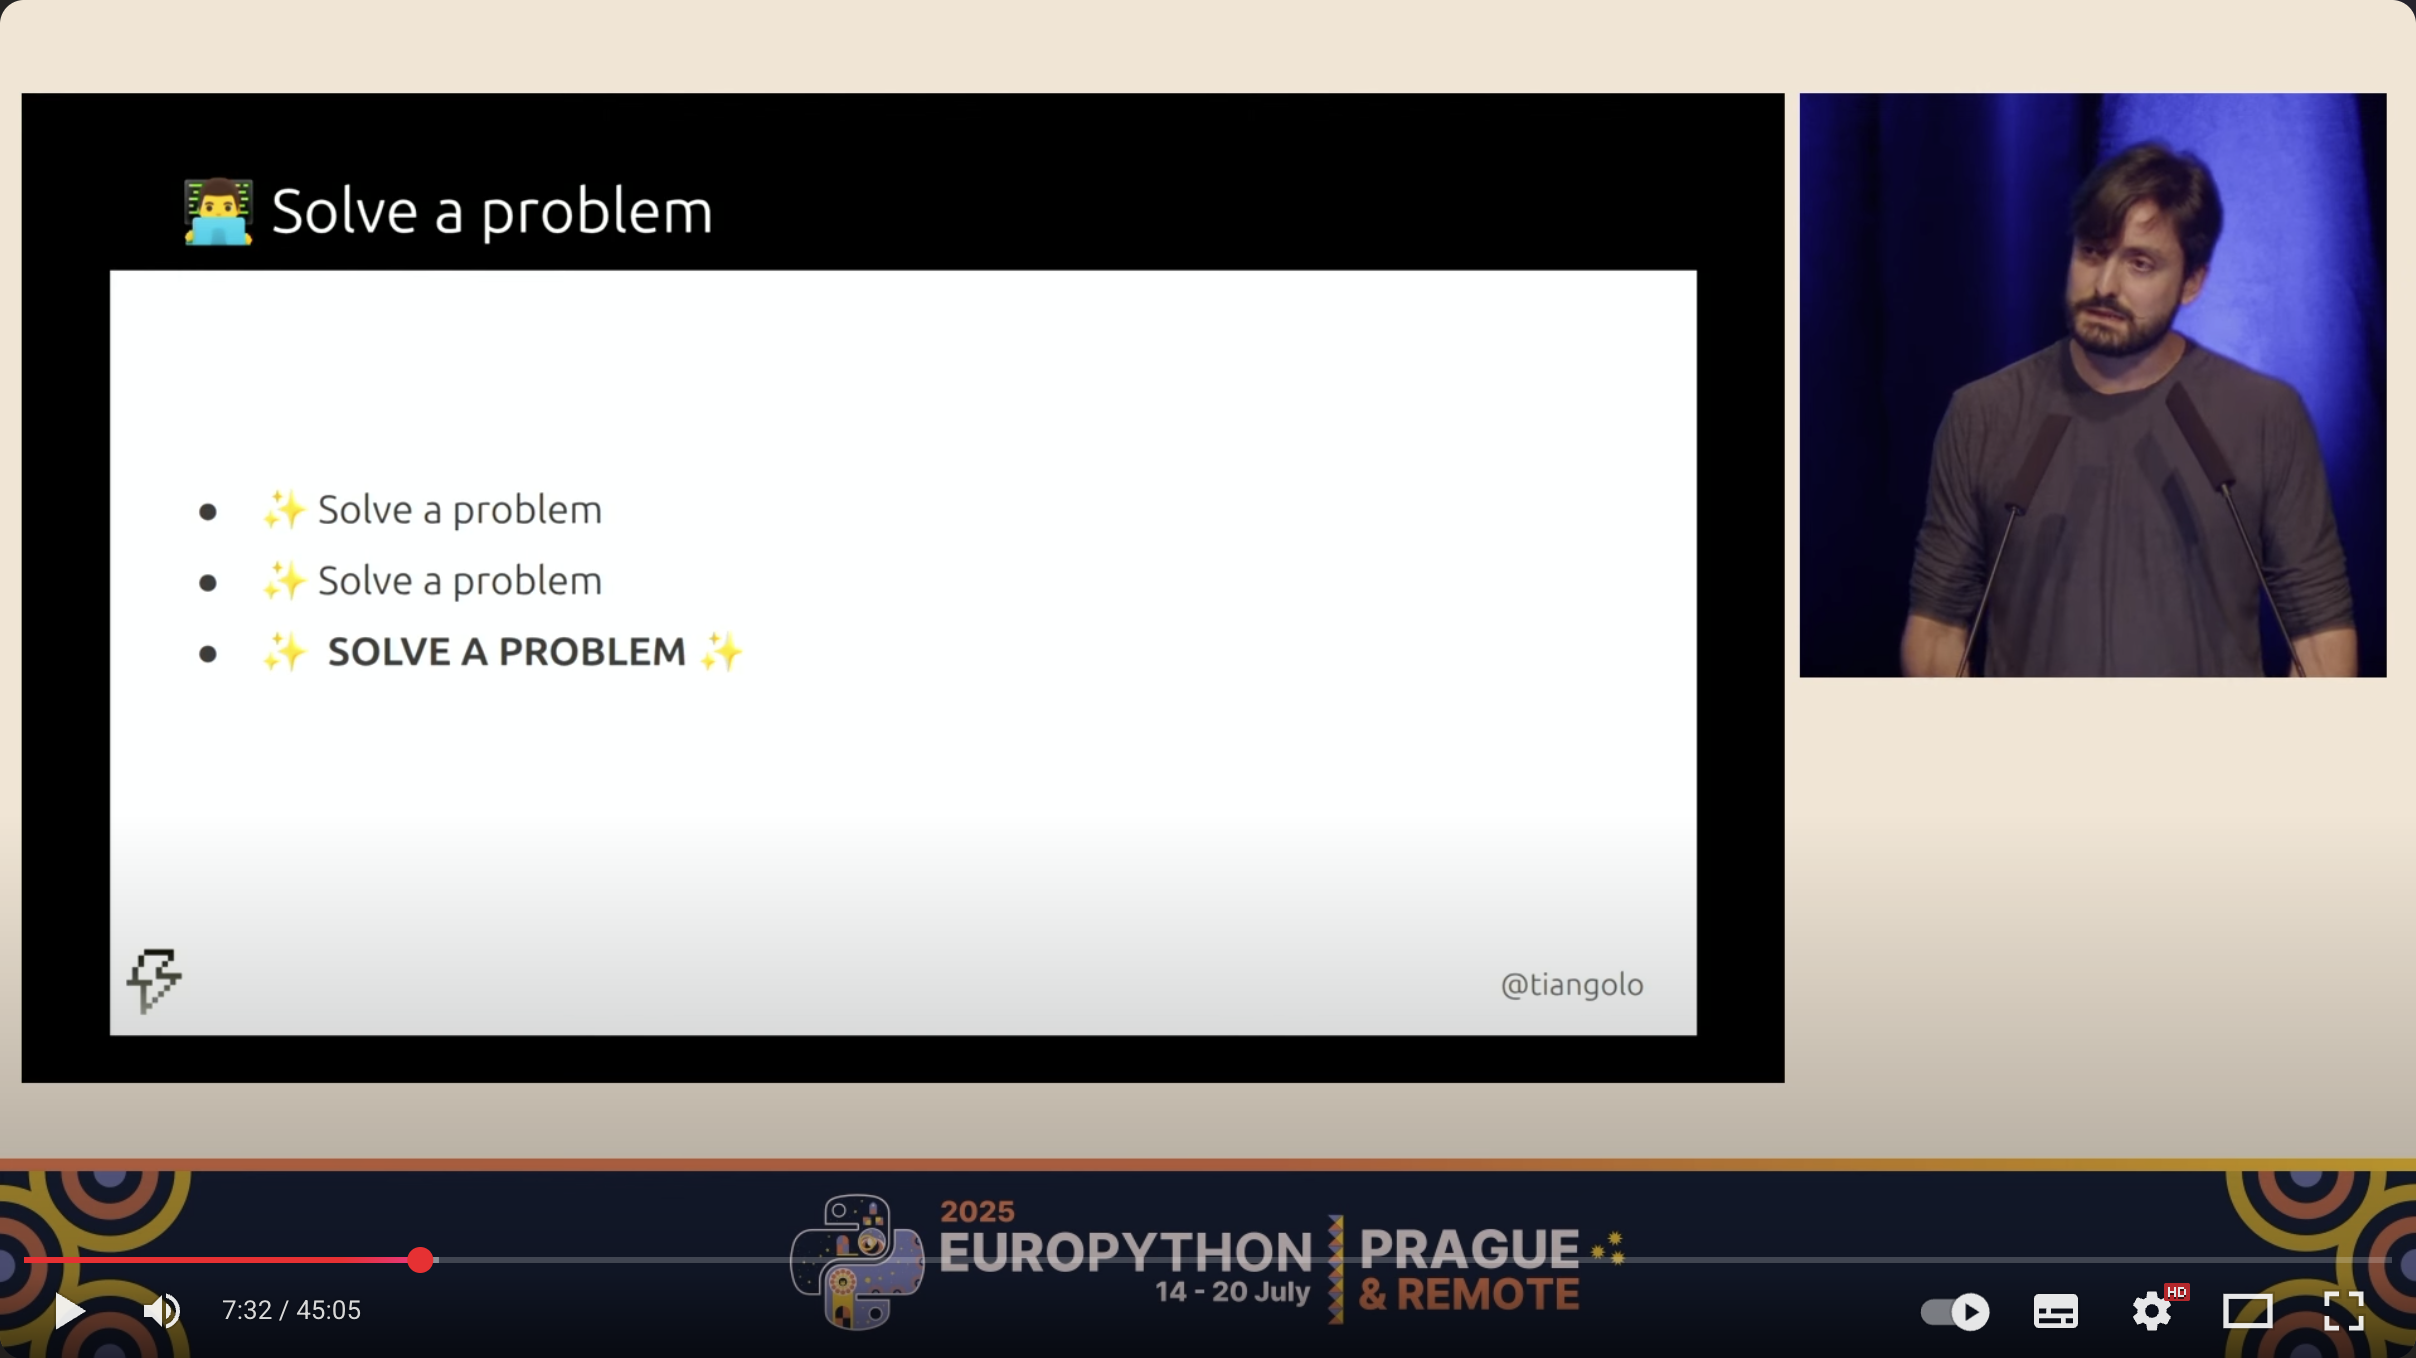 👨‍💻 Solve a problem
● ✨ Solve a problem
● ✨ Solve a problem
● ✨ SOLVE A PROBLEM ✨
@tiangolo
2025
EUROPYTHON
14 - 20 July
PRAGUE
& REMOTE
7:32 / 45:05
HD